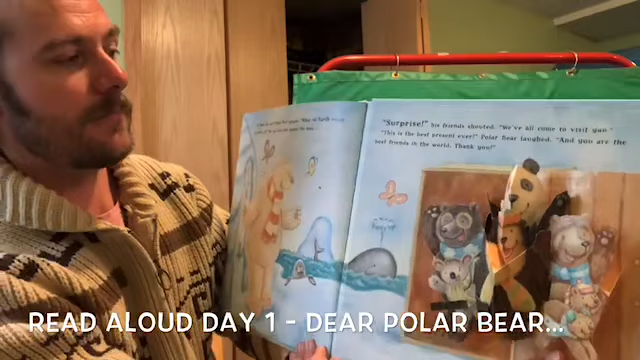 "Surprise!" his friends shouted. "We've all come to visit you."
"This is the best present ever!" Polar Bear laughed. "And you are the
best friends in the world. Thank you!"
READ ALOUD DAY 1 - DEAR POLAR BEAR...